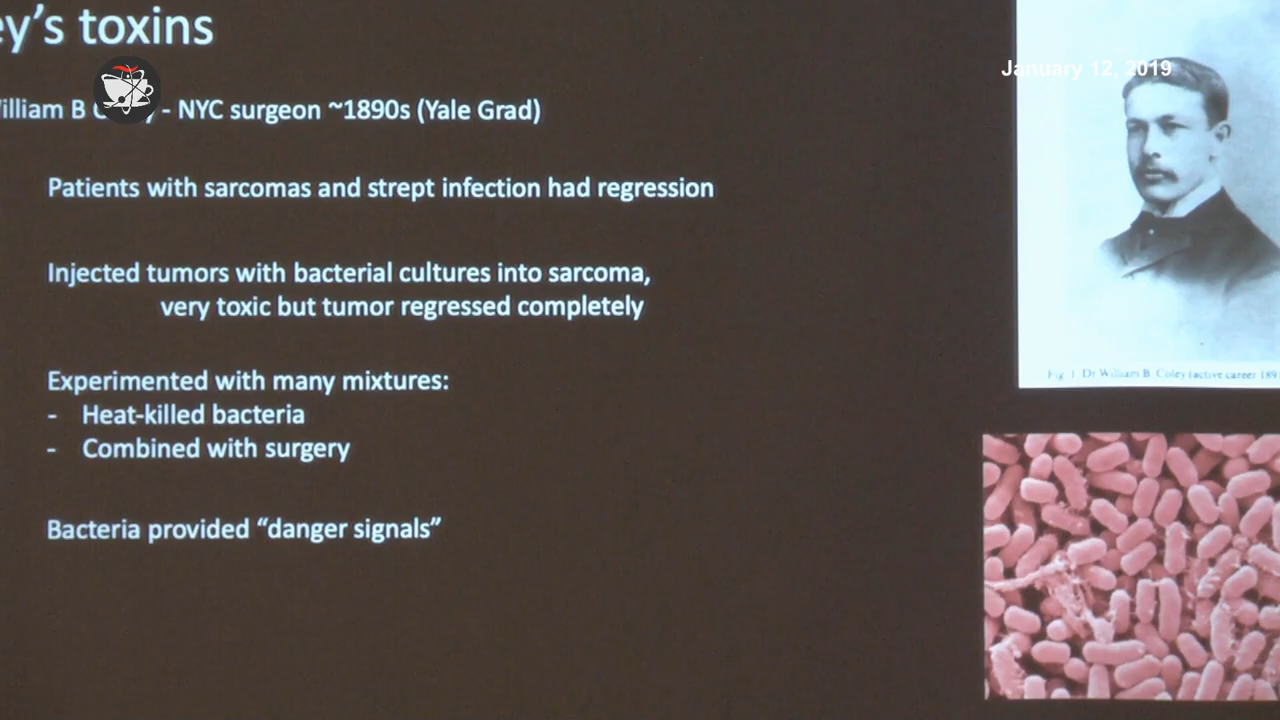 ey's toxins
January 12, 2019
illiam B C y - NYC surgeon ~1890s (Yale Grad)
Patients with sarcomas and strept infection had regression
Injected tumors with bacterial cultures into sarcoma,
very toxic but tumor regressed completely
Fig 1 Dr William B. Coley (active career 189
Experimented with many mixtures:
- Heat-killed bacteria
- Combined with surgery
Bacteria provided “danger signals”